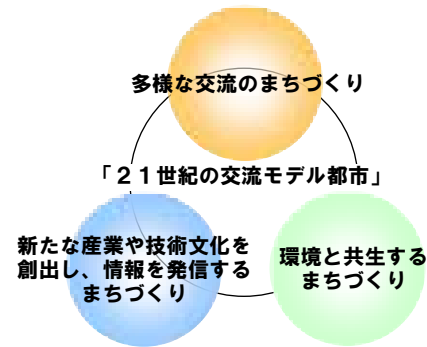 多様な交流のまちづくり
「２１世紀の交流モデル都市」
新たな産業や技術文化を
創出し、情報を発信する
まちづくり
環境と共生する
まちづくり